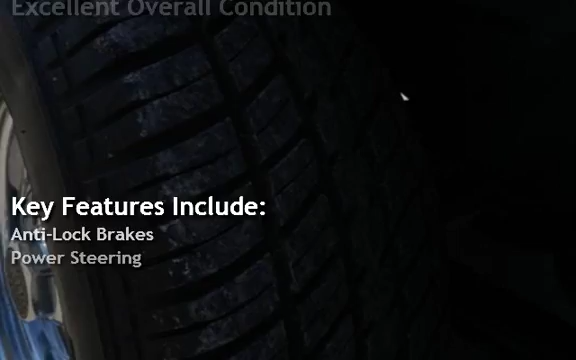 Excellent Overall Condition
Key Features Include:
Anti-Lock Brakes
Power Steering